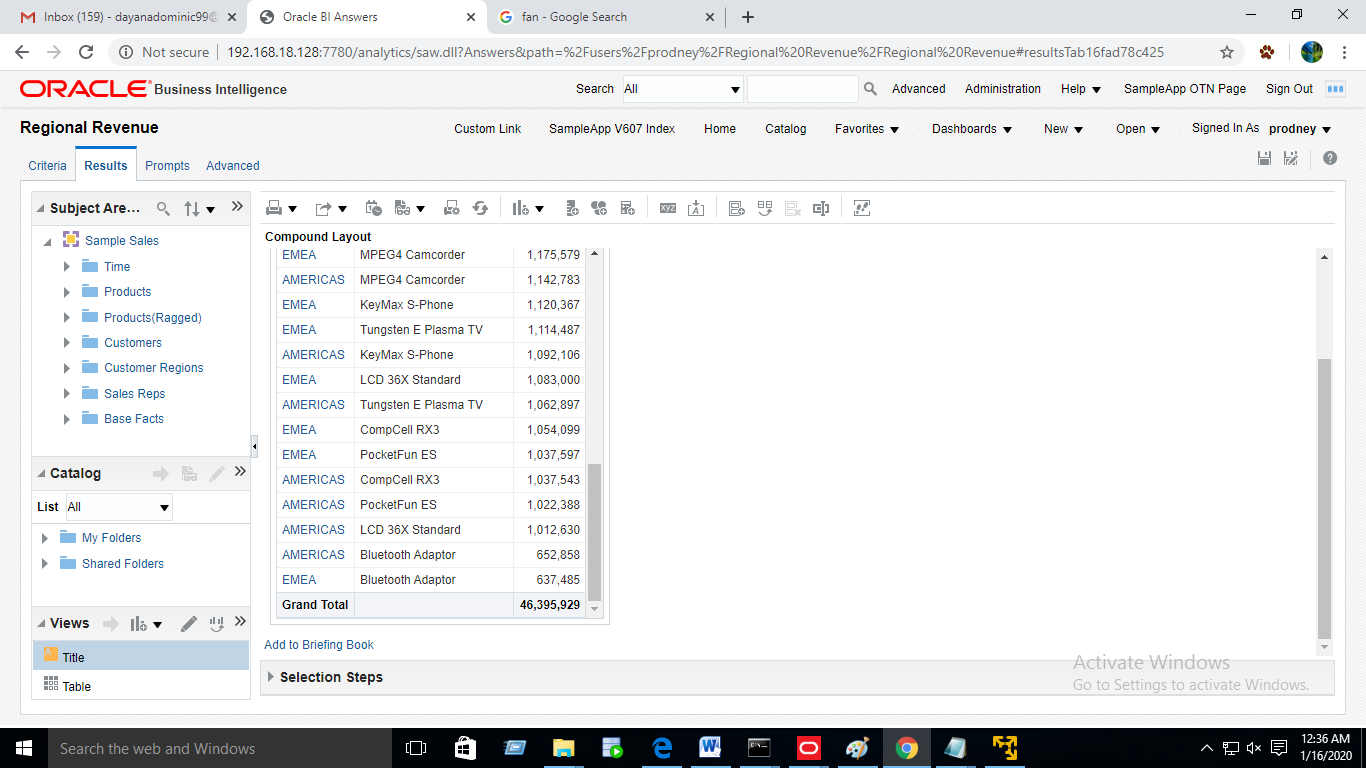 Inbox (159) - dayanadominic99@
Oracle BI Answers
fan - Google Search
Not secure
192.168.18.128:7780/analytics/saw.dll?Answers&path=%2Fusers%2Fprodney%2FRegional%20Revenue%2FRegional%20Revenue#resultsTab16fad78c425
ORACLE Business Intelligence
Search All Advanced Administration Help SampleApp OTN Page Sign Out
Regional Revenue
Custom Link SampleApp V607 Index Home Catalog Favorites Dashboards New Open Signed In As prodney
Criteria Results Prompts Advanced
Subject Are...
Sample Sales
Time
Products
Products(Ragged)
Customers
Customer Regions
Sales Reps
Base Facts
Catalog
List All
My Folders
Shared Folders
Views
Title
Table
xyz
Compound Layout
EMEA MPEG4 Camcorder 1,175,579
AMERICAS MPEG4 Camcorder 1,142,783
EMEA KeyMax S-Phone 1,120,367
EMEA Tungsten E Plasma TV 1,114,487
AMERICAS KeyMax S-Phone 1,092,106
EMEA LCD 36X Standard 1,083,000
AMERICAS Tungsten E Plasma TV 1,062,897
EMEA CompCell RX3 1,054,099
EMEA PocketFun ES 1,037,597
AMERICAS CompCell RX3 1,037,543
AMERICAS PocketFun ES 1,022,388
AMERICAS LCD 36X Standard 1,012,630
AMERICAS Bluetooth Adaptor 652,858
EMEA Bluetooth Adaptor 637,485
Grand Total 46,395,929
Add to Briefing Book
Selection Steps
Activate Windows
Go to Settings to activate Windows.
Search the web and Windows
12:36 AM
1/16/2020